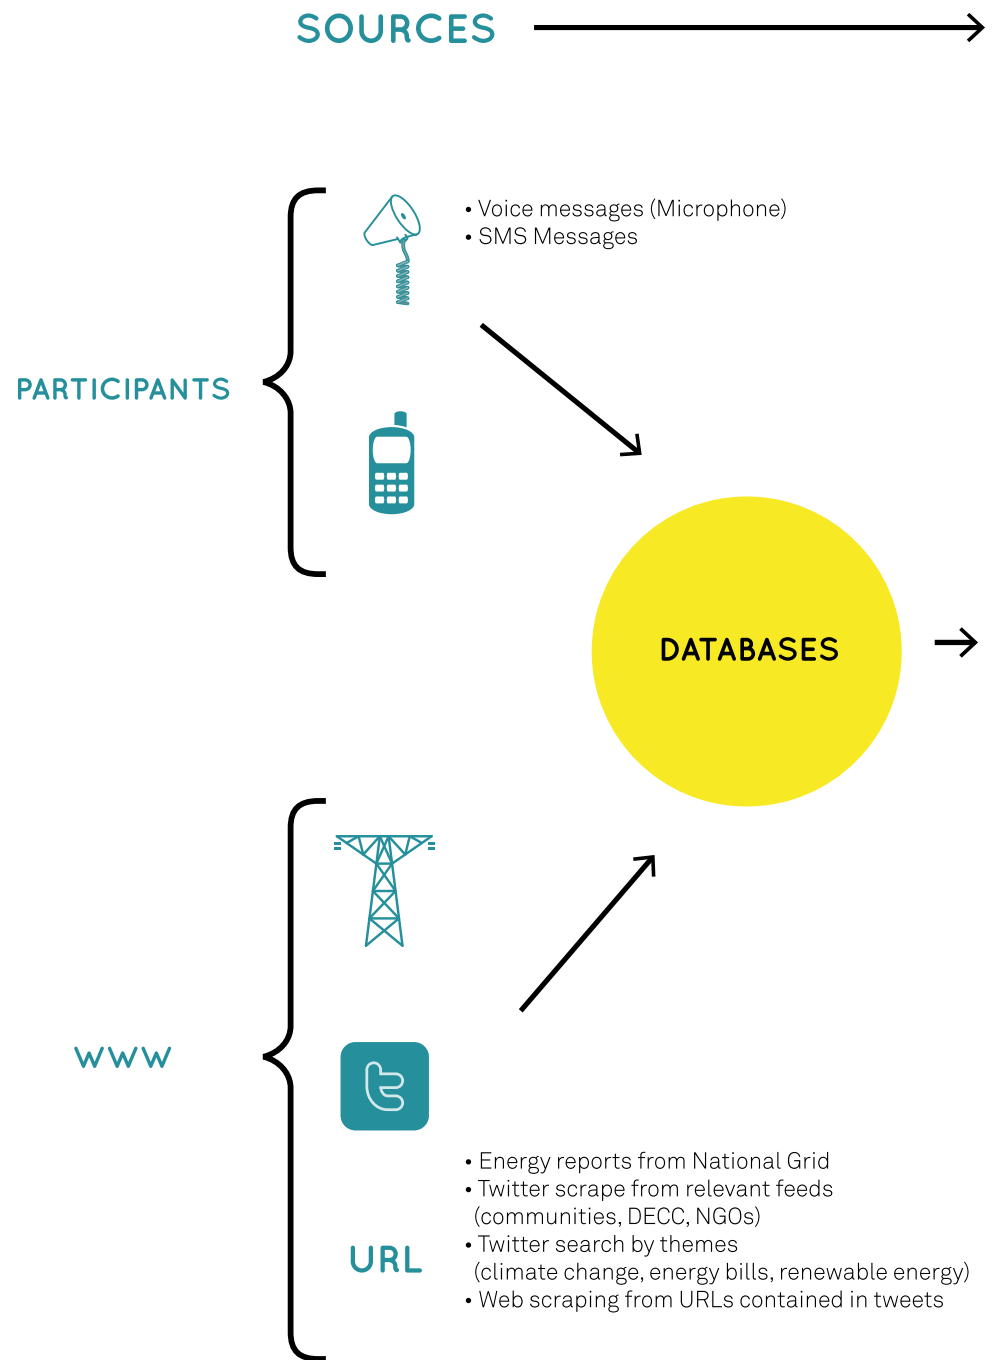 SOURCES
• Voice messages (Microphone)
• SMS Messages
PARTICIPANTS
DATABASES
WWW
• Energy reports from National Grid
• Twitter scrape from relevant feeds
(communities, DECC, NGOs)
• Twitter search by themes
(climate change, energy bills, renewable energy)
• Web scraping from URLs contained in tweets
URL